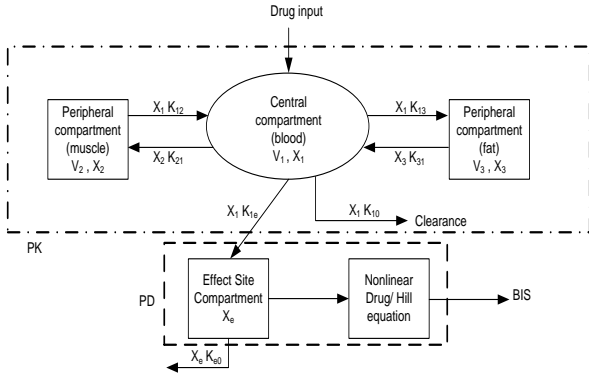 Drug input
Peripheral
compartment
(muscle)
V2 , X2
X1 K12
X2 K21
Central
compartment
(blood)
V1 , X1
X1 K13
X3 K31
Peripheral
compartment
(fat)
V3 , X3
X1 K1e
X1 K10
Clearance
PK
PD
Effect Site
Compartment
Xe
Nonlinear
Drug/ Hill
equation
BIS
Xe Ke0